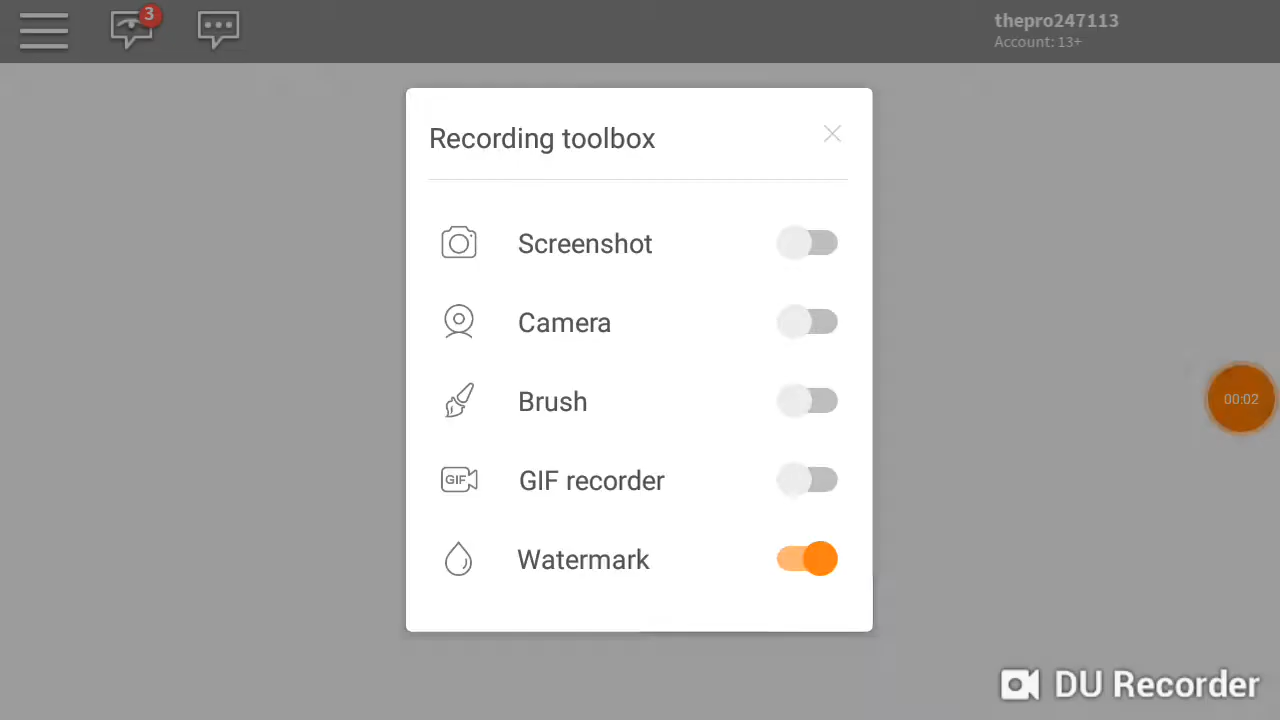 3
thepro247113
Account: 13+
Recording toolbox
Screenshot
Camera
Brush
00:02
GIF
GIF recorder
Watermark
DU Recorder